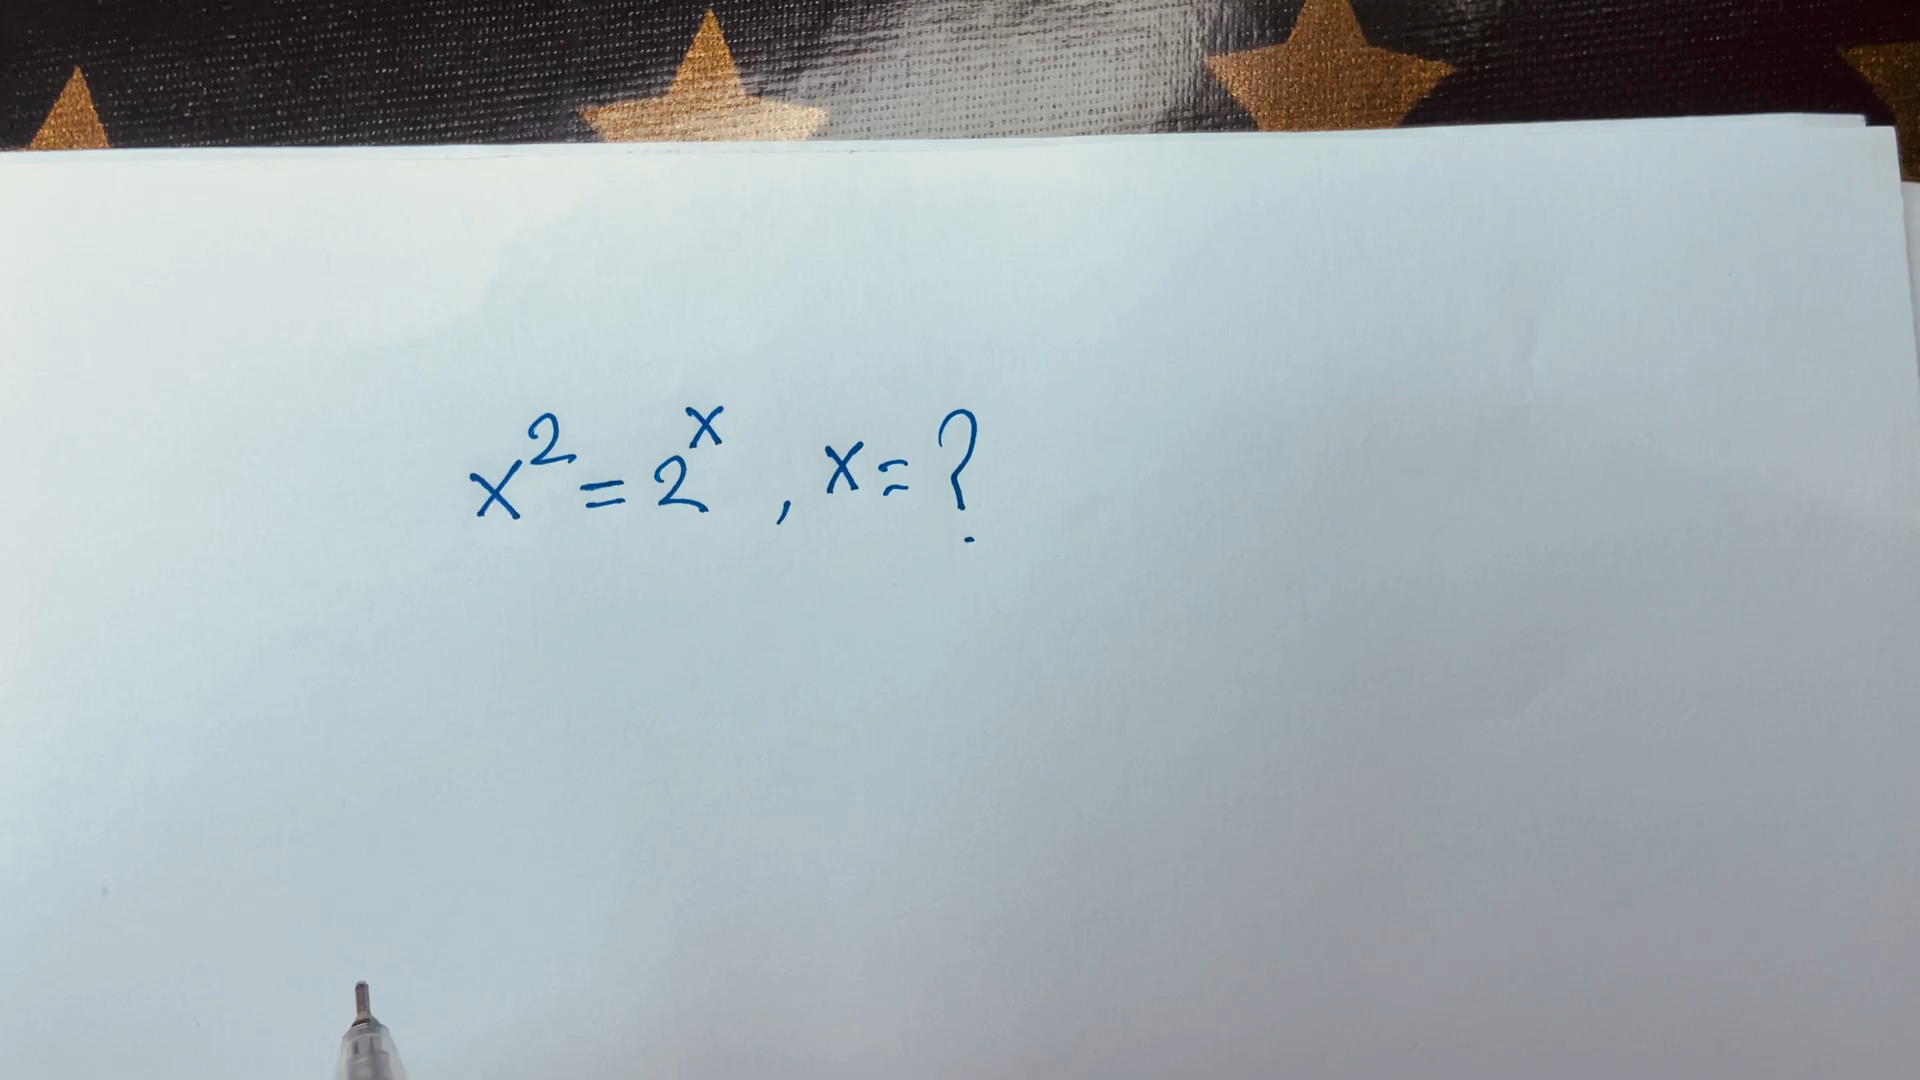 x² = 2ˣ , x = ?